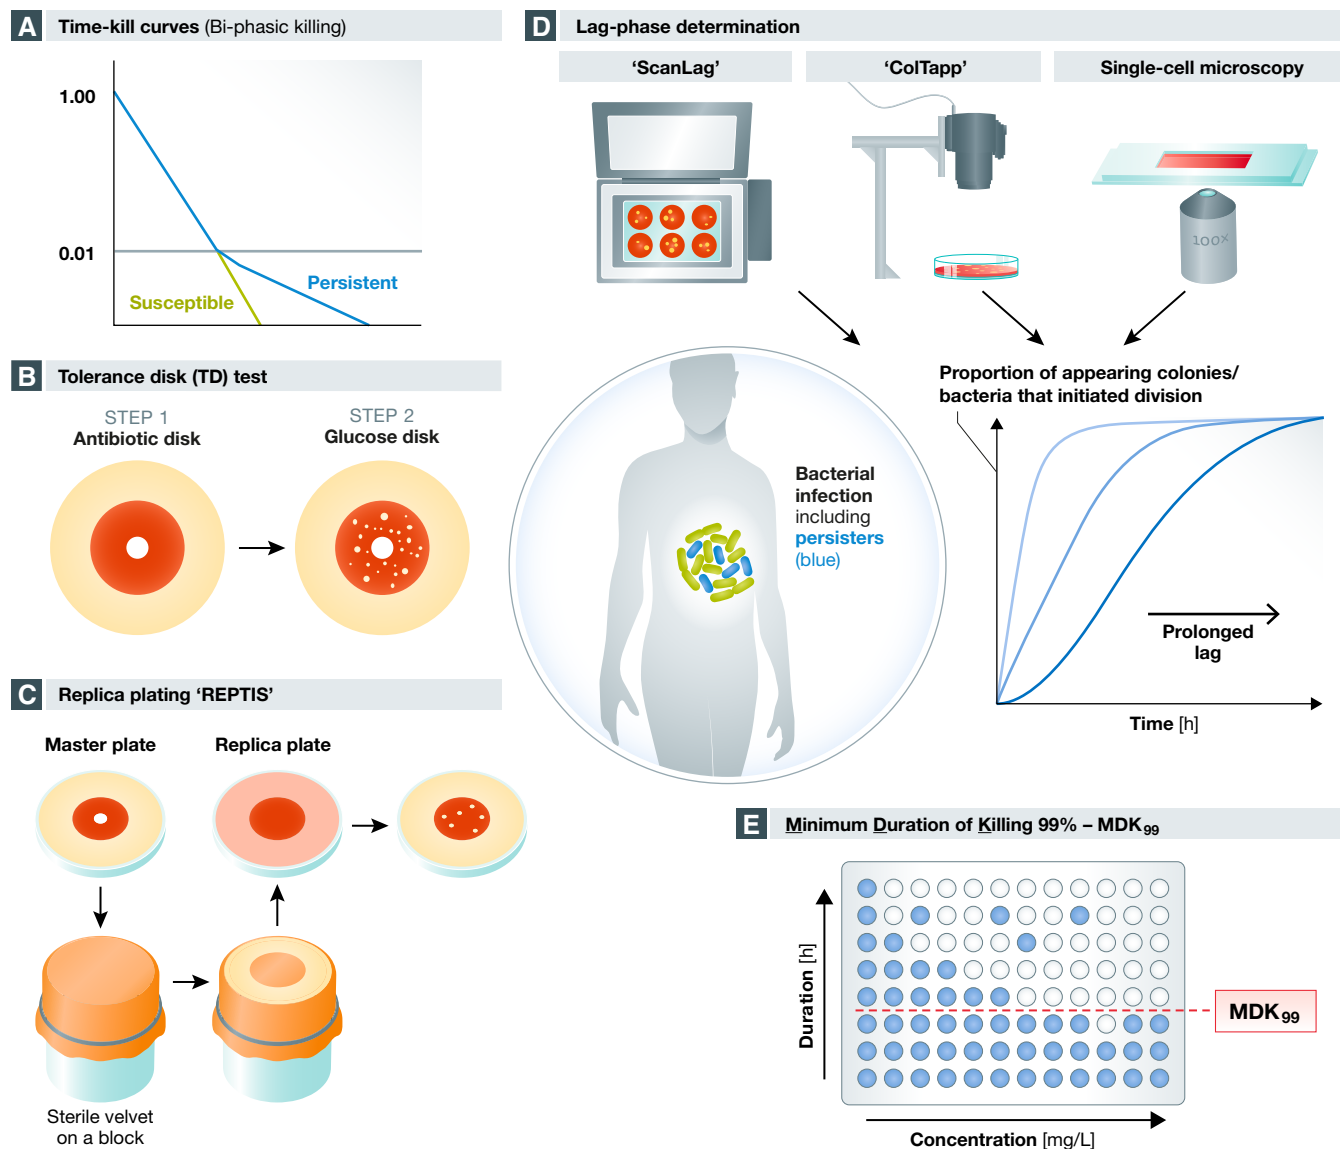 A
Time-kill curves (Bi-phasic killing)
1.00
0.01
Persistent
Susceptible
B
Tolerance disk (TD) test
STEP 1
Antibiotic disk
STEP 2
Glucose disk
C
Replica plating ‘REPTIS’
Master plate
Replica plate
Sterile velvet
on a block
D
Lag-phase determination
‘ScanLag’
‘ColTapp’
Single-cell microscopy
100x
Bacterial
infection
including
persisters
(blue)
Proportion of appearing colonies/
bacteria that initiated division
Prolonged
lag
Time [h]
E
Minimum Duration of Killing 99% – MDK99
Duration [h]
MDK99
Concentration [mg/L]